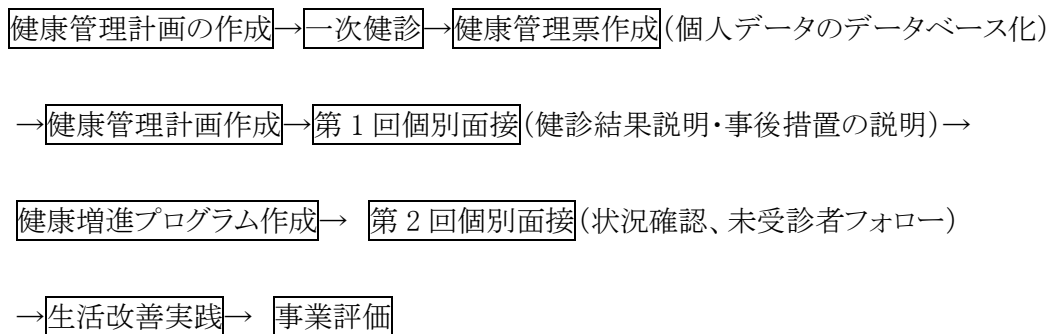 健康管理計画の作成→一次健診→健康管理票作成(個人データのデータベース化)
→健康管理計画作成→第1回個別面接(健診結果説明・事後措置の説明)→
健康増進プログラム作成→ 第2回個別面接(状況確認、未受診者フォロー)
→生活改善実践→ 事業評価